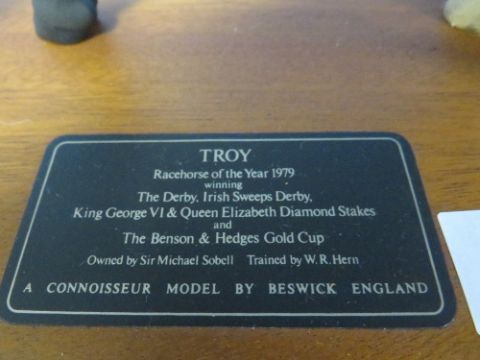 TROY
Racehorse of the Year 1979
winning
The Derby, Irish Sweeps Derby,
King George VI & Queen Elizabeth Diamond Stakes
and
The Benson & Hedges Gold Cup
Owned by Sir Michael Sobell Trained by W. R. Hern
A CONNOISSEUR MODEL BY BESWICK ENGLAND